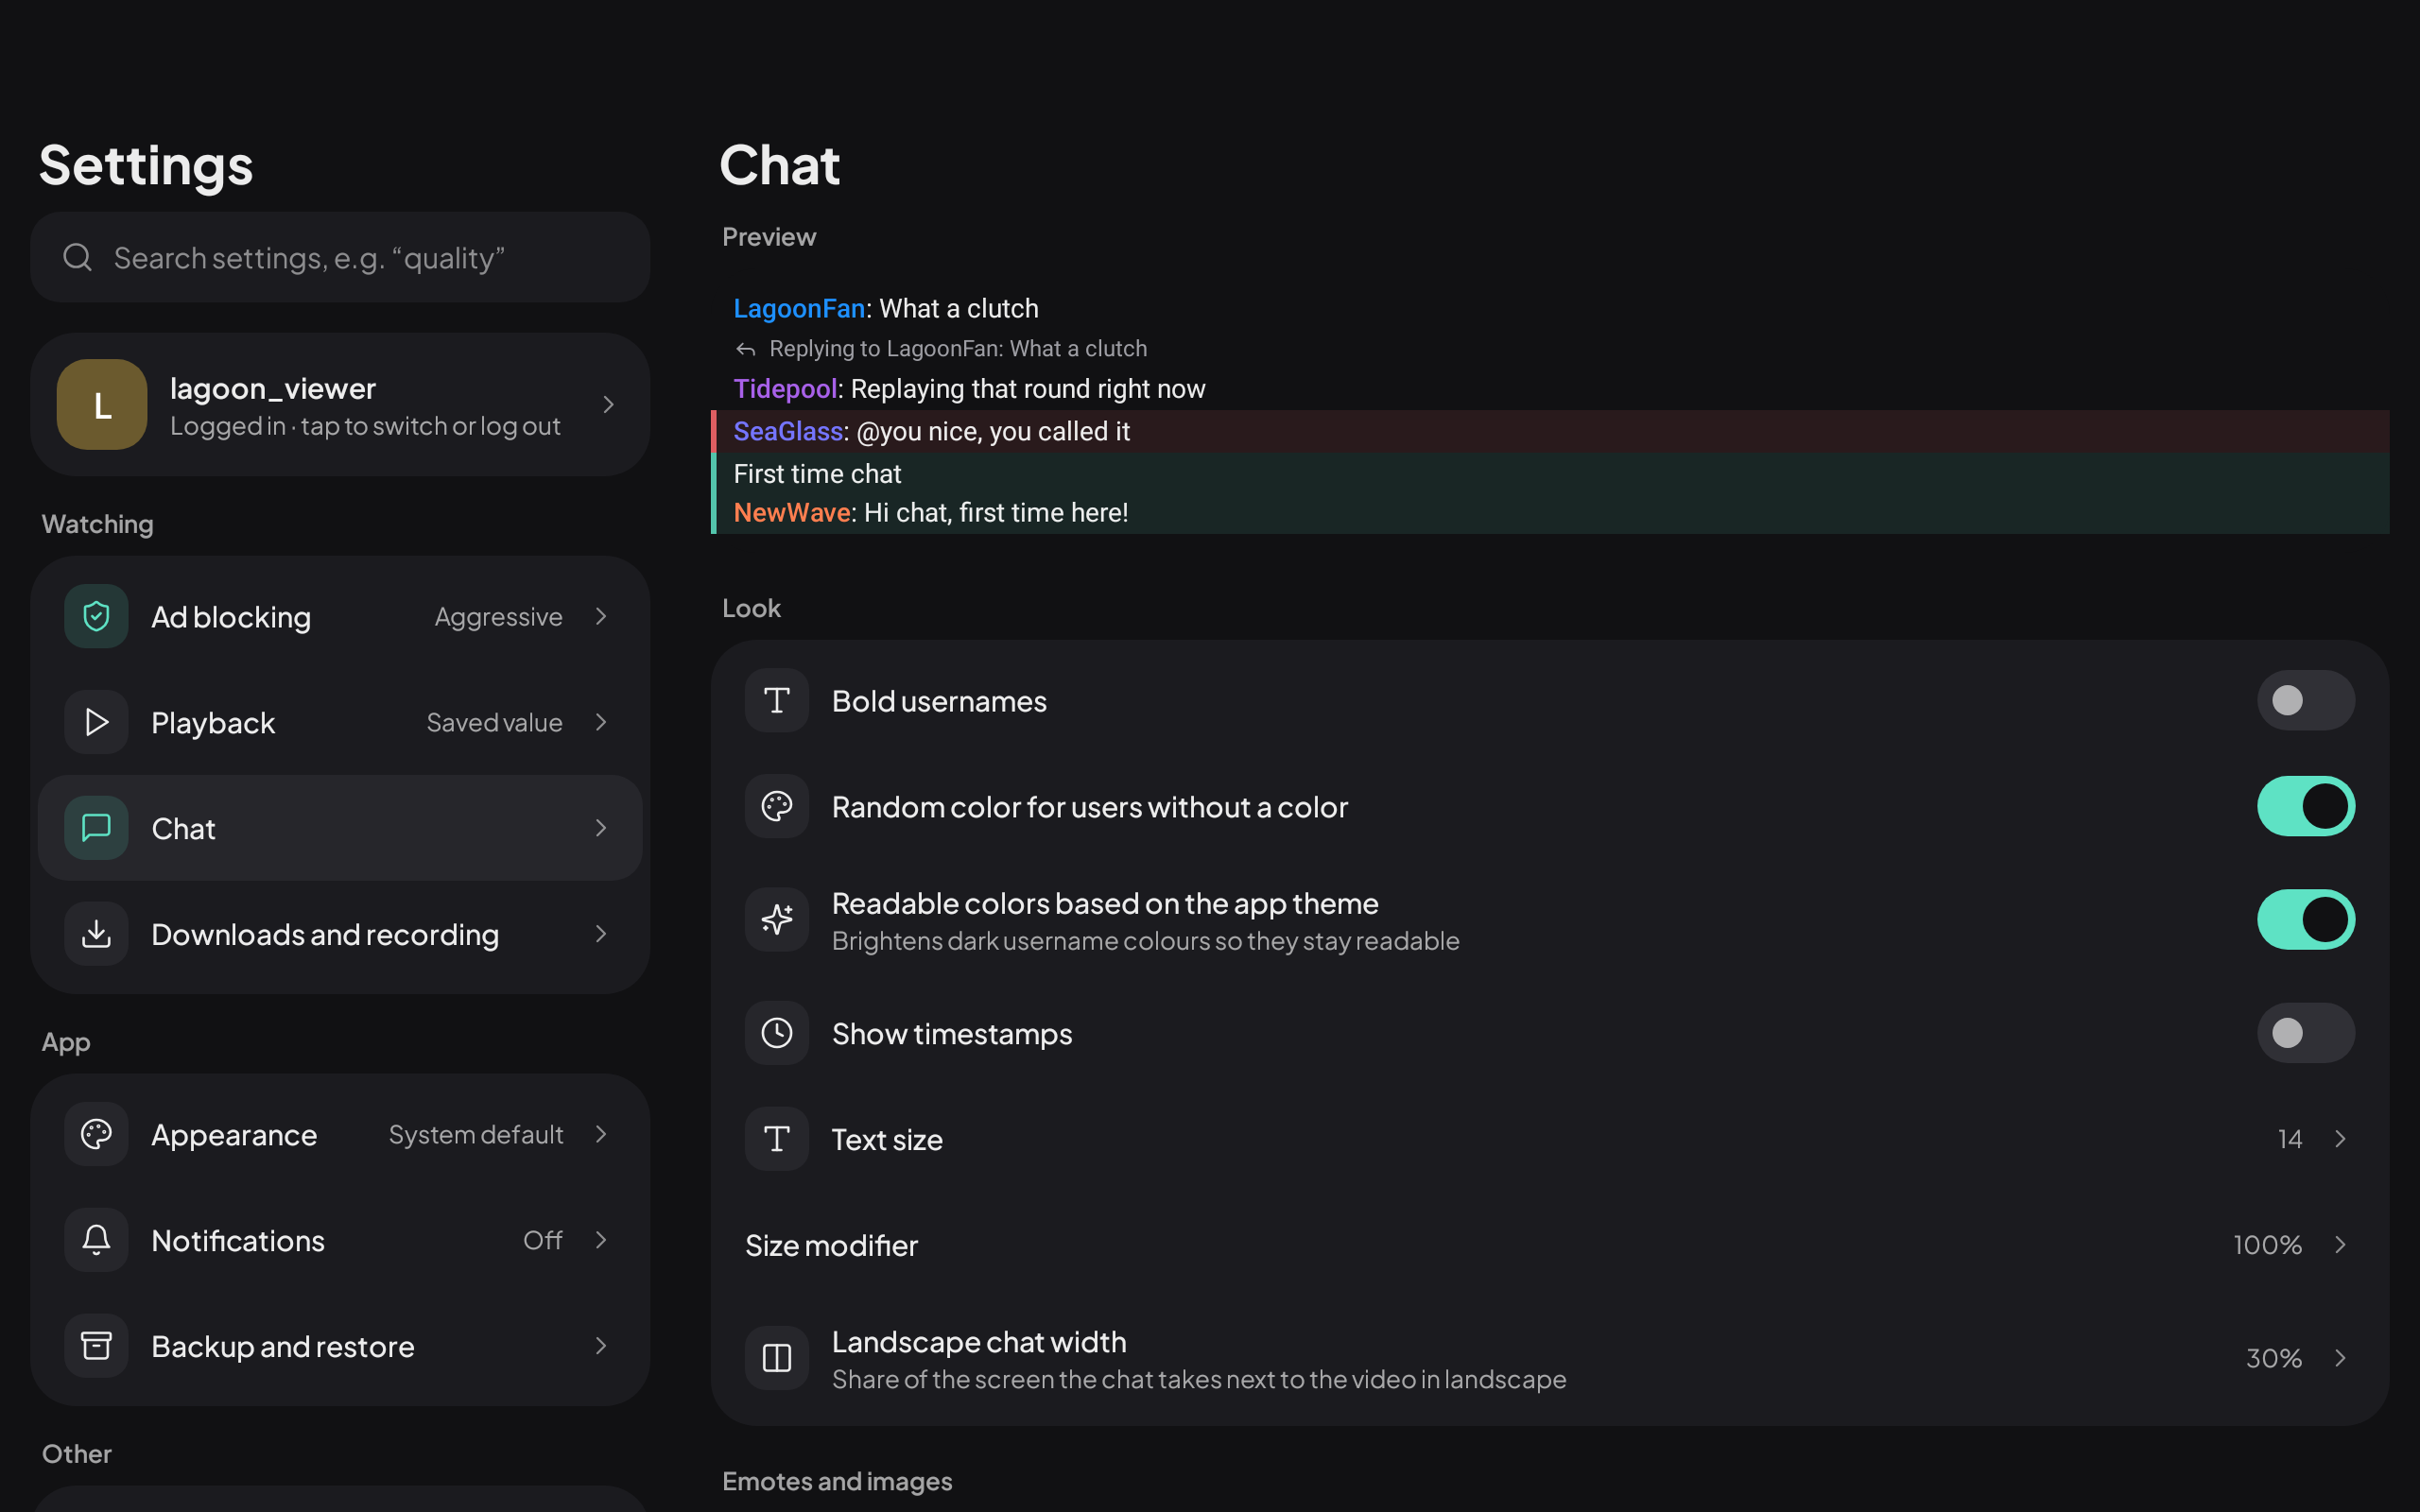 Settings
Search settings, e.g. “quality”
L
lagoon_viewer
Logged in · tap to switch or log out
Watching
Ad blocking
Aggressive
Playback
Saved value
Chat
Downloads and recording
App
Appearance
System default
Notifications
Off
Backup and restore
Other
Chat
Preview
LagoonFan: What a clutch
Replying to LagoonFan: What a clutch
Tidepool: Replaying that round right now
SeaGlass: @you nice, you called it
First time chat
NewWave: Hi chat, first time here!
Look
Bold usernames
Random color for users without a color
Readable colors based on the app theme
Brightens dark username colours so they stay readable
Show timestamps
Text size
14
Size modifier
100%
Landscape chat width
Share of the screen the chat takes next to the video in landscape
30%
Emotes and images